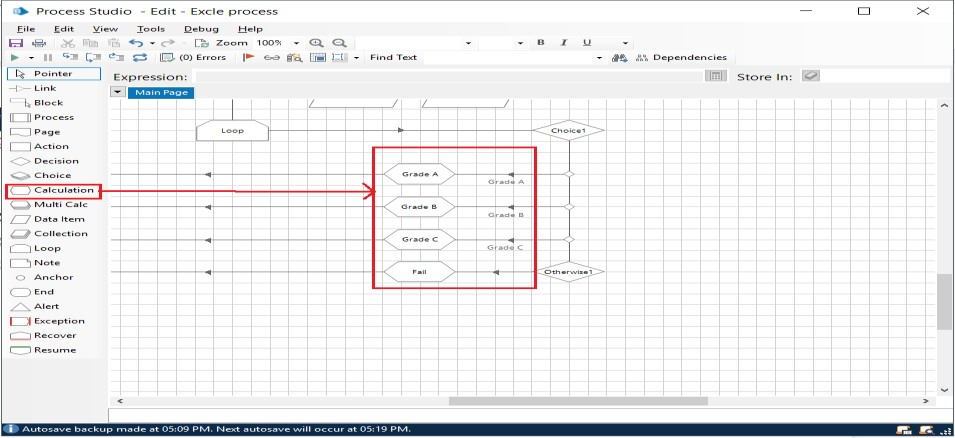 Process Studio - Edit - Excle process
File Edit View Tools Debug Help
Zoom 100% B I U
(0) Errors Find Text Dependencies
Pointer
Link
Block
Process
Page
Action
Decision
Choice
Calculation
Multi Calc
Data Item
Collection
Loop
Note
Anchor
End
Alert
Exception
Recover
Resume
Expression: Store In:
Main Page
Loop
Choice1
Grade A
Grade A
Grade B
Grade B
Grade C
Grade C
Fail
Otherwise1
Autosave backup made at 05:09 PM. Next autosave will occur at 05:19 PM.